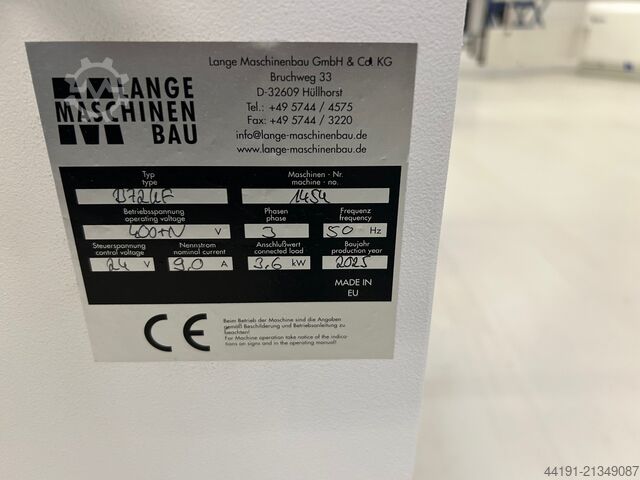 LANGE
MASCHINEN
BAU
Lange Maschinenbau GmbH & Co. KG
Bruchweg 33
D-32609 Hüllhorst
Tel.: +49 5744 / 4575
Fax: +49 5744 / 3220
info@lange-maschinenbau.de
www.lange-maschinenbau.de
Typ
type
Maschinen - Nr.
machine - no.
1454
Betriebsspannung
operating voltage
400+N V
Phasen
phase
3
Frequenz
frequency
50 Hz
Steuerspannung
control voltage
24 V
Nennstrom
nominal current
9,0 A
Anschlußwert
connected load
3,6 kW
Baujahr
production year
2025
MADE IN
EU
CE
Beim Betrieb der Maschine sind die Angaben
gemäß Beschilderung und Betriebsanleitung zu
beachten!
For Machine operation take notice of the indica-
tions on signs and in the operating manual!
44191-21349087